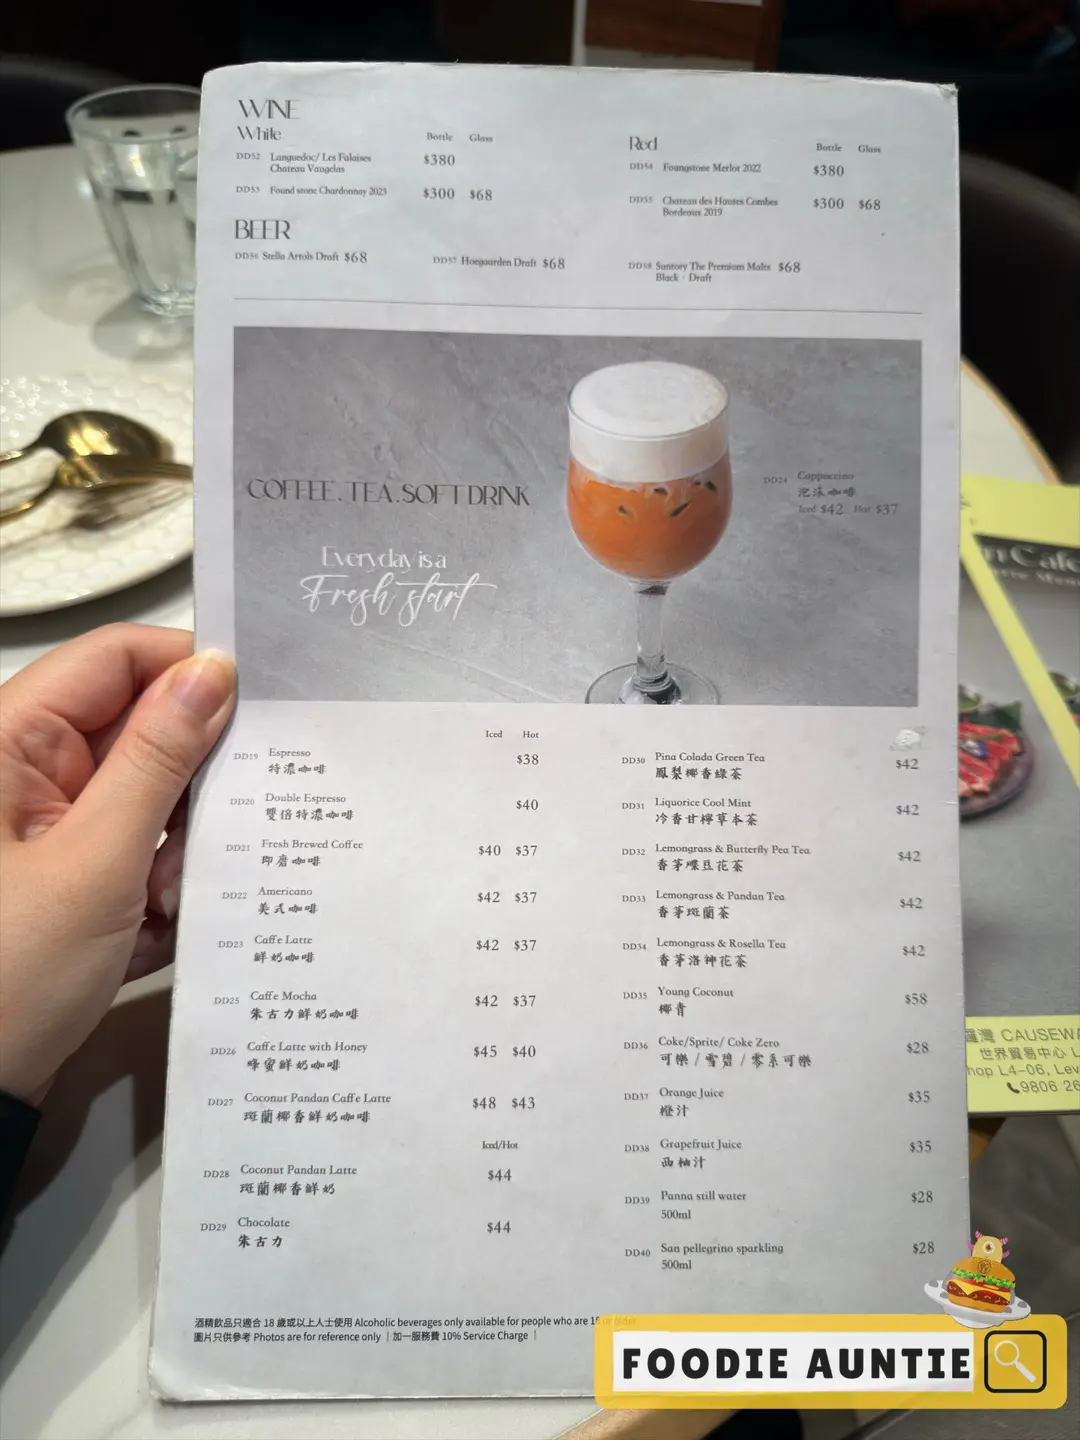 WINE
White
Bottle Glass
DD52 Languedoc/ Les Falaises $380
Chateau Vaugelas
DD53 Found stone Chardonnay 2023 $300 $68
Red
Bottle Glass
DD54 Foungstone Merlot 2022 $380
DD55 Chateau des Hautes Combes $300 $68
Bordeaux 2019
BEER
DD56 Stella Artols Draft $68
DD57 Hoegaarden Draft $68
DD58 Suntory The Premium Malts $68
Black · Draft
COFFEE.TEA.SOFT DRINK
Everyday is a
Fresh start
DD24 Cappuccino
泡沫咖啡
Iced $42 Hot $37
Iced Hot
DD19 Espresso $38
特濃咖啡
DD20 Double Espresso $40
雙倍特濃咖啡
DD21 Fresh Brewed Coffee $40 $37
即磨咖啡
DD22 Americano $42 $37
美式咖啡
DD23 Caffe Latte $42 $37
鮮奶咖啡
DD25 Caffe Mocha $42 $37
朱古力鮮奶咖啡
DD26 Caffe Latte with Honey $45 $40
蜂蜜鮮奶咖啡
DD27 Coconut Pandan Caffe Latte $48 $43
斑蘭椰香鮮奶咖啡
Iced/Hot
DD28 Coconut Pandan Latte $44
斑蘭椰香鮮奶
DD29 Chocolate $44
朱古力
DD30 Pina Colada Green Tea $42
鳳梨椰香綠茶
DD31 Liquorice Cool Mint $42
冷香甘檸草本茶
DD32 Lemongrass & Butterfly Pea Tea $42
香茅蝶豆花茶
DD33 Lemongrass & Pandan Tea $42
香茅斑蘭茶
DD34 Lemongrass & Rosella Tea $42
香茅洛神花茶
DD35 Young Coconut $58
椰青
DD36 Coke/Sprite/ Coke Zero $28
可樂 / 雪碧 / 零系可樂
DD37 Orange Juice $35
橙汁
DD38 Grapefruit Juice $35
西柚汁
DD39 Panna still water $28
500ml
DD40 San pellegrino sparkling $28
500ml
酒精飲品只適合 18 歲或以上人士使用 Alcoholic beverages only available for people who are 18 or older
圖片只供參考 Photos are for reference only | 加一服務費 10% Service Charge |
Cafe
灣 CAUSEWA
世界貿易中心 L
hop L4-06, Lev
9806 26
FOODIE AUNTIE